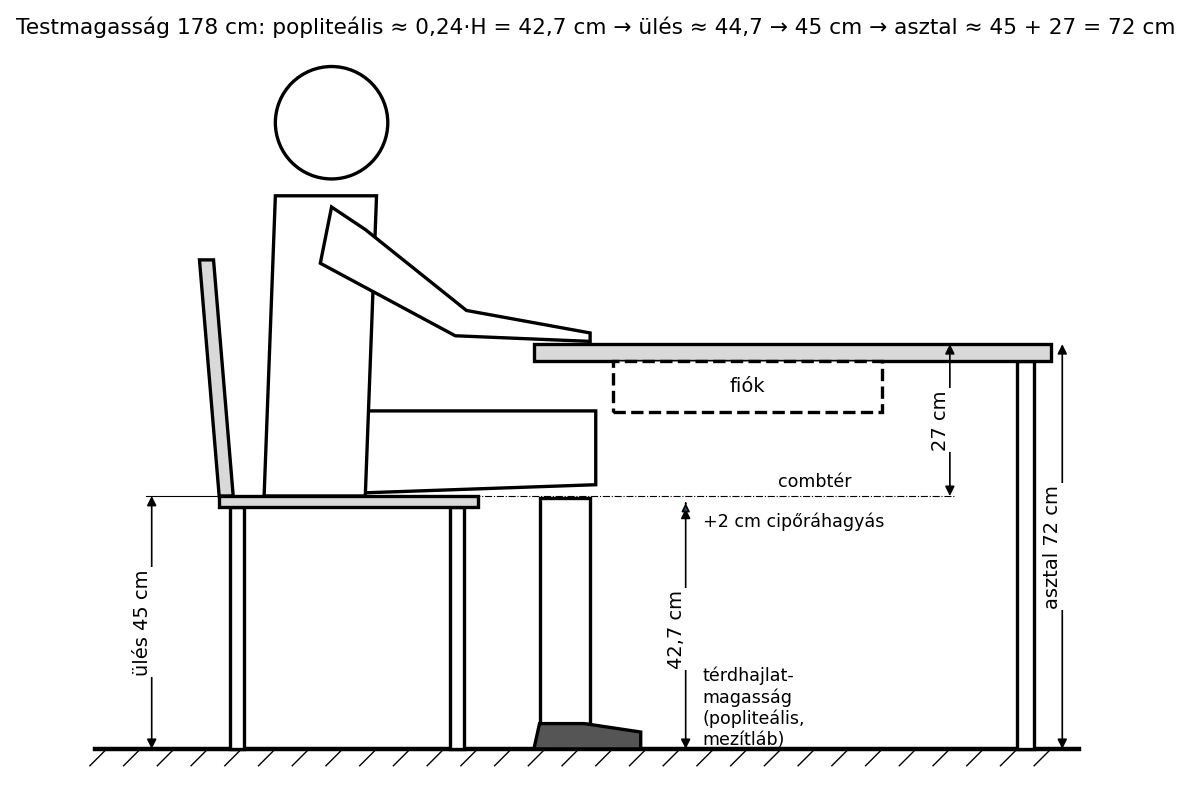 Testmagasság 178 cm: popliteális ≈ 0,24·H = 42,7 cm → ülés ≈ 44,7 → 45 cm → asztal ≈ 45 + 27 = 72 cm
fiók
27 cm
combtér
+2 cm cipőráhagyás
asztal 72 cm
ülés 45 cm
42,7 cm
térdhajlat-
magasság
(popliteális,
mezítláb)